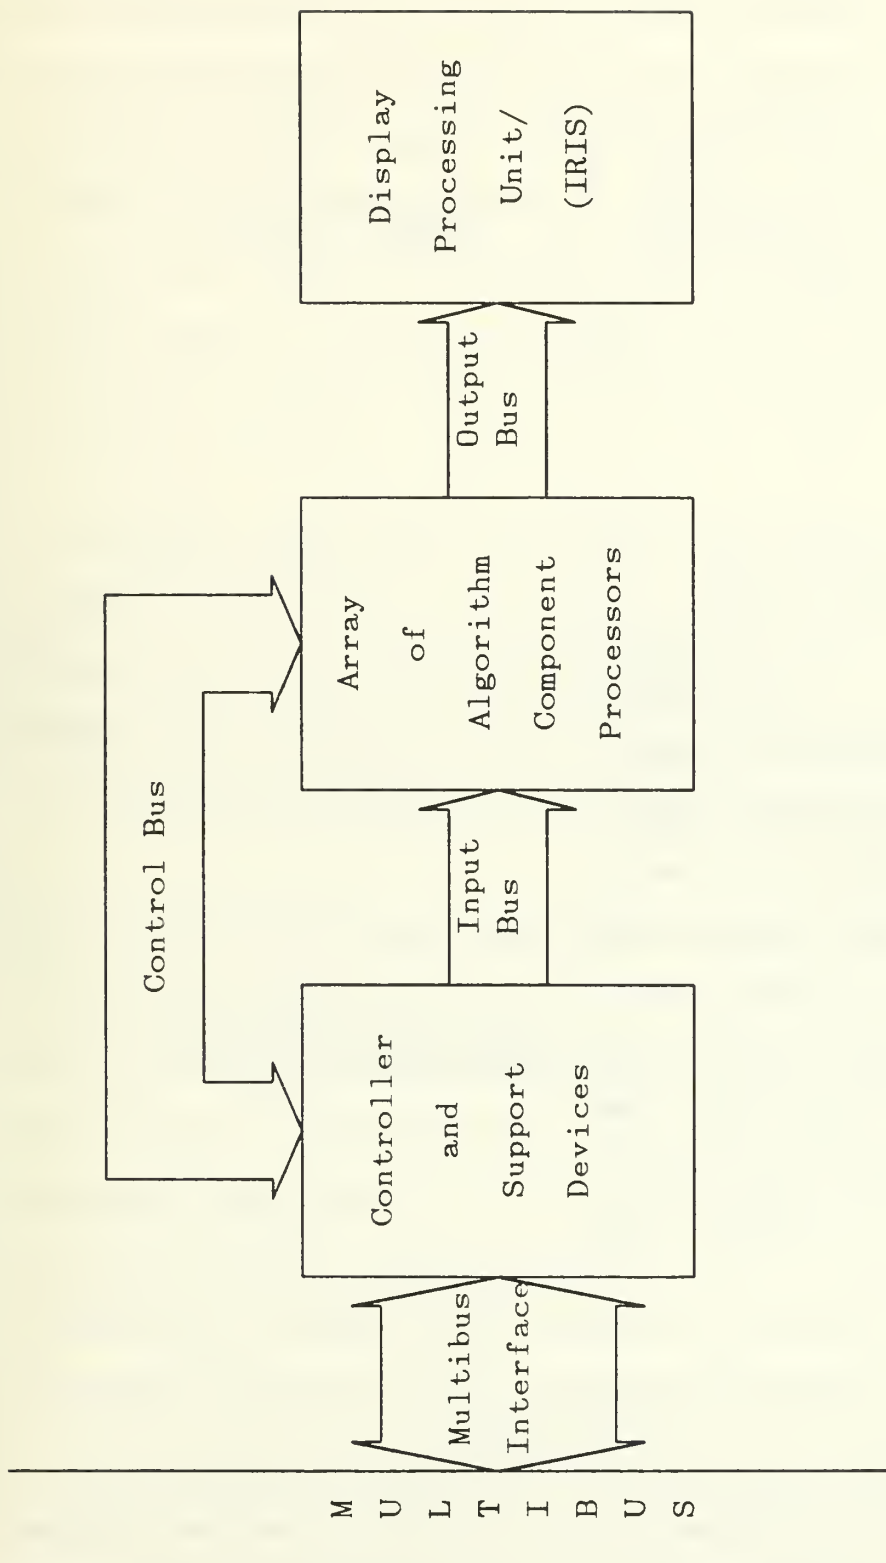 Control Bus
MULTIBUS
Multibus
Interface
Controller
and
Support
Devices
Input
Bus
Array
of
Algorithm
Component
Processors
Output
Bus
Display
Processing
Unit/
(IRIS)